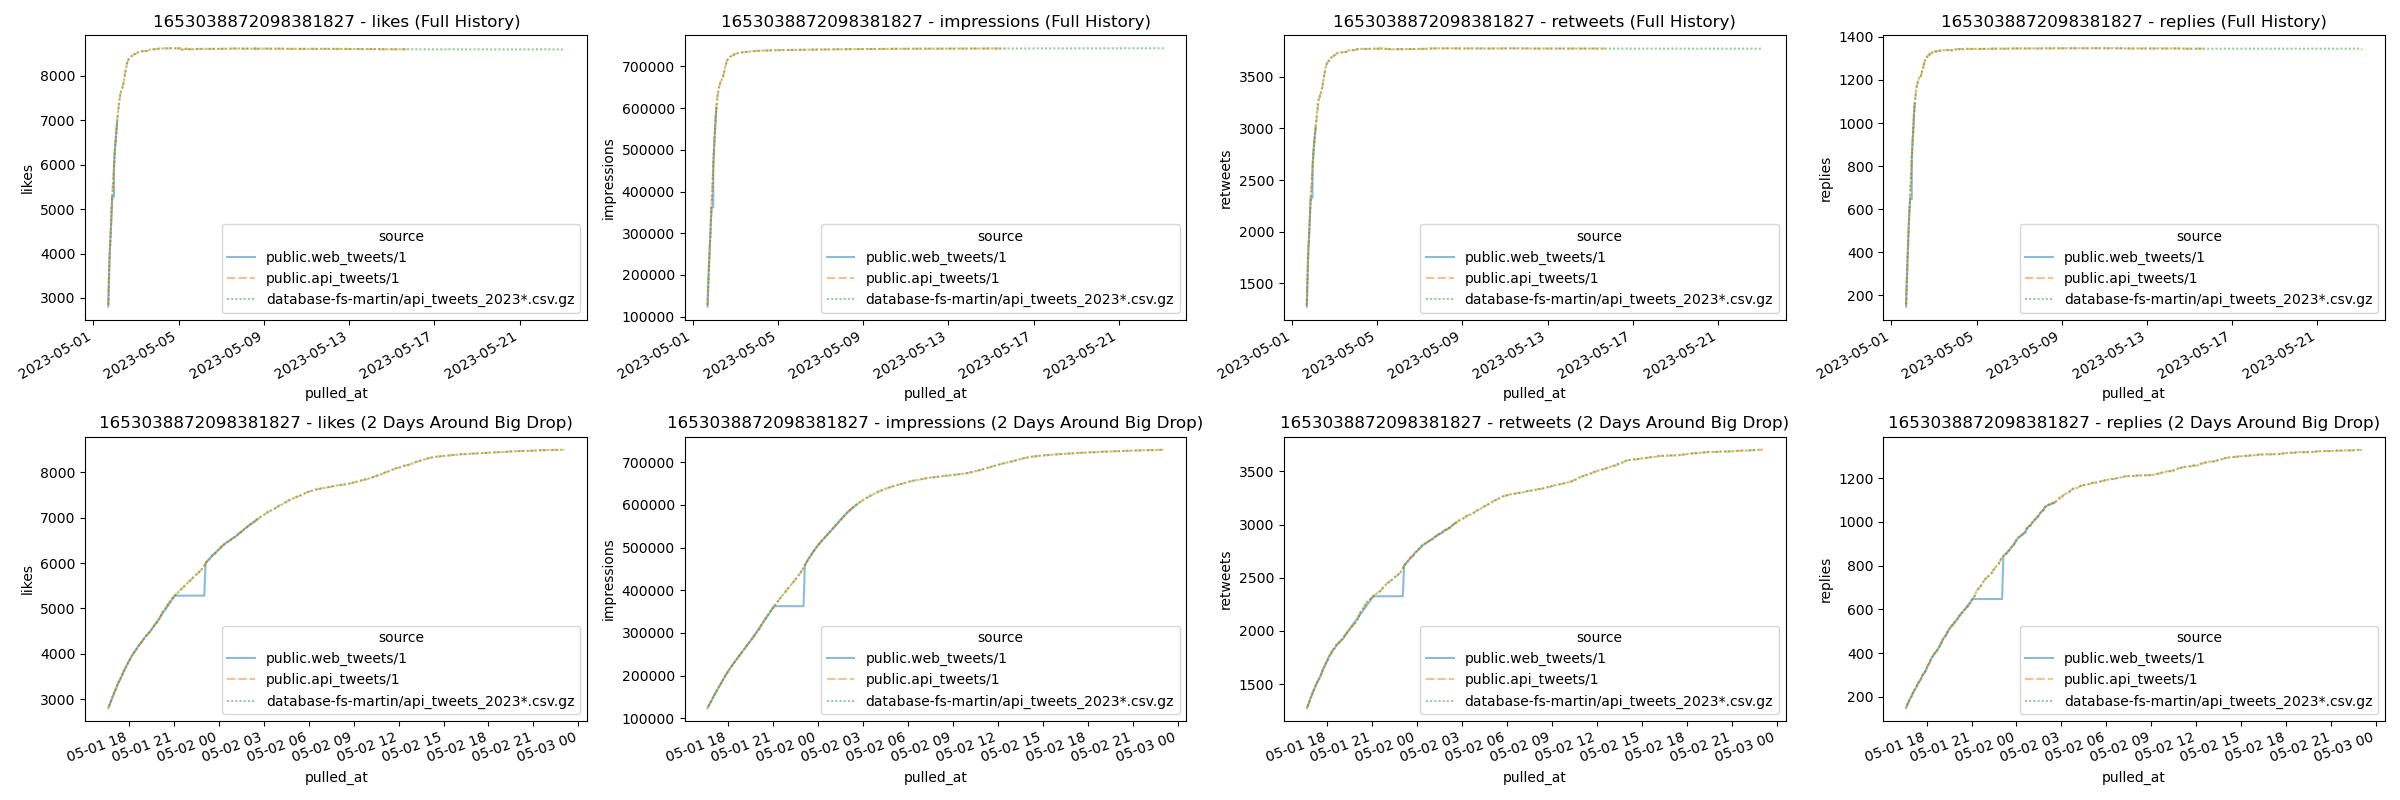 1653038872098381827 - likes (Full History)
likes
8000
7000
6000
5000
4000
3000
source
public.web_tweets/1
public.api_tweets/1
database-fs-martin/api_tweets_2023*.csv.gz
2023-05-01
2023-05-05
2023-05-09
2023-05-13
2023-05-17
2023-05-21
pulled_at
1653038872098381827 - impressions (Full History)
impressions
700000
600000
500000
400000
300000
200000
100000
source
public.web_tweets/1
public.api_tweets/1
database-fs-martin/api_tweets_2023*.csv.gz
2023-05-01
2023-05-05
2023-05-09
2023-05-13
2023-05-17
2023-05-21
pulled_at
1653038872098381827 - retweets (Full History)
retweets
3500
3000
2500
2000
1500
source
public.web_tweets/1
public.api_tweets/1
database-fs-martin/api_tweets_2023*.csv.gz
2023-05-01
2023-05-05
2023-05-09
2023-05-13
2023-05-17
2023-05-21
pulled_at
1653038872098381827 - replies (Full History)
replies
1400
1200
1000
800
600
400
200
source
public.web_tweets/1
public.api_tweets/1
database-fs-martin/api_tweets_2023*.csv.gz
2023-05-01
2023-05-05
2023-05-09
2023-05-13
2023-05-17
2023-05-21
pulled_at
1653038872098381827 - likes (2 Days Around Big Drop)
likes
8000
7000
6000
5000
4000
3000
source
public.web_tweets/1
public.api_tweets/1
database-fs-martin/api_tweets_2023*.csv.gz
05-01 18
05-01 21
05-02 00
05-02 03
05-02 06
05-02 09
05-02 12
05-02 15
05-02 18
05-02 21
05-03 00
pulled_at
1653038872098381827 - impressions (2 Days Around Big Drop)
impressions
700000
600000
500000
400000
300000
200000
100000
source
public.web_tweets/1
public.api_tweets/1
database-fs-martin/api_tweets_2023*.csv.gz
05-01 18
05-01 21
05-02 00
05-02 03
05-02 06
05-02 09
05-02 12
05-02 15
05-02 18
05-02 21
05-03 00
pulled_at
1653038872098381827 - retweets (2 Days Around Big Drop)
retweets
3500
3000
2500
2000
1500
source
public.web_tweets/1
public.api_tweets/1
database-fs-martin/api_tweets_2023*.csv.gz
05-01 18
05-01 21
05-02 00
05-02 03
05-02 06
05-02 09
05-02 12
05-02 15
05-02 18
05-02 21
05-03 00
pulled_at
1653038872098381827 - replies (2 Days Around Big Drop)
replies
1200
1000
800
600
400
200
source
public.web_tweets/1
public.api_tweets/1
database-fs-martin/api_tweets_2023*.csv.gz
05-01 18
05-01 21
05-02 00
05-02 03
05-02 06
05-02 09
05-02 12
05-02 15
05-02 18
05-02 21
05-03 00
pulled_at